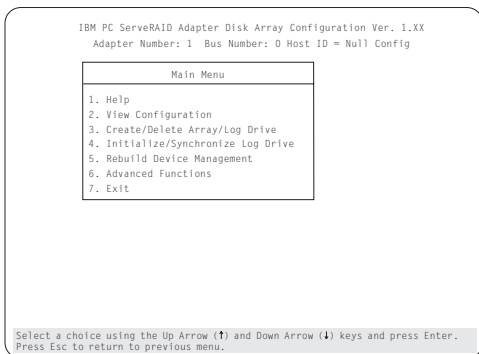 IBM PC ServeRAID Adapter Disk Array Configuration Ver. 1.XX
Adapter Number: 1 Bus Number: 0 Host ID = Null Config
Main Menu
1. Help
2. View Configuration
3. Create/Delete Array/Log Drive
4. Initialize/Synchronize Log Drive
5. Rebuild Device Management
6. Advanced Functions
7. Exit
Select a choice using the Up Arrow (↑) and Down Arrow (↓) keys and press Enter.
Press Esc to return to previous menu.